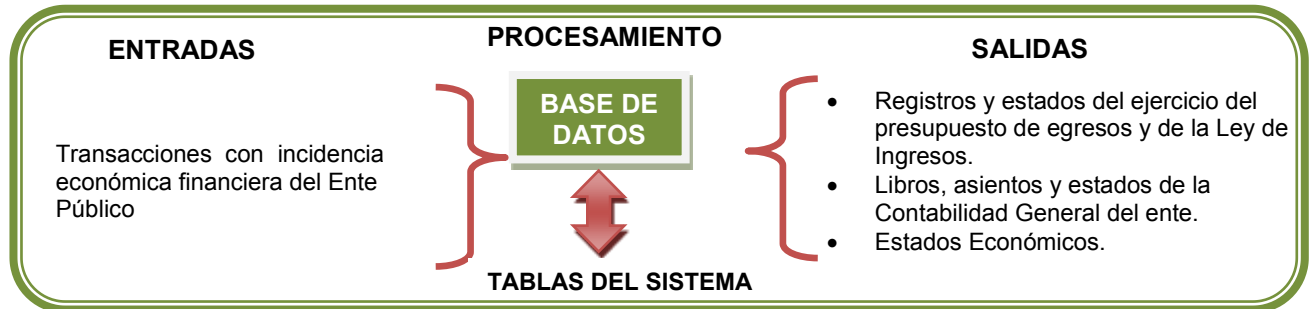 ENTRADAS
Transacciones con incidencia
económica financiera del Ente
Público
PROCESAMIENTO
BASE DE
DATOS
TABLAS DEL SISTEMA
SALIDAS
• Registros y estados del ejercicio del
presupuesto de egresos y de la Ley de
Ingresos.
• Libros, asientos y estados de la
Contabilidad General del ente.
• Estados Económicos.